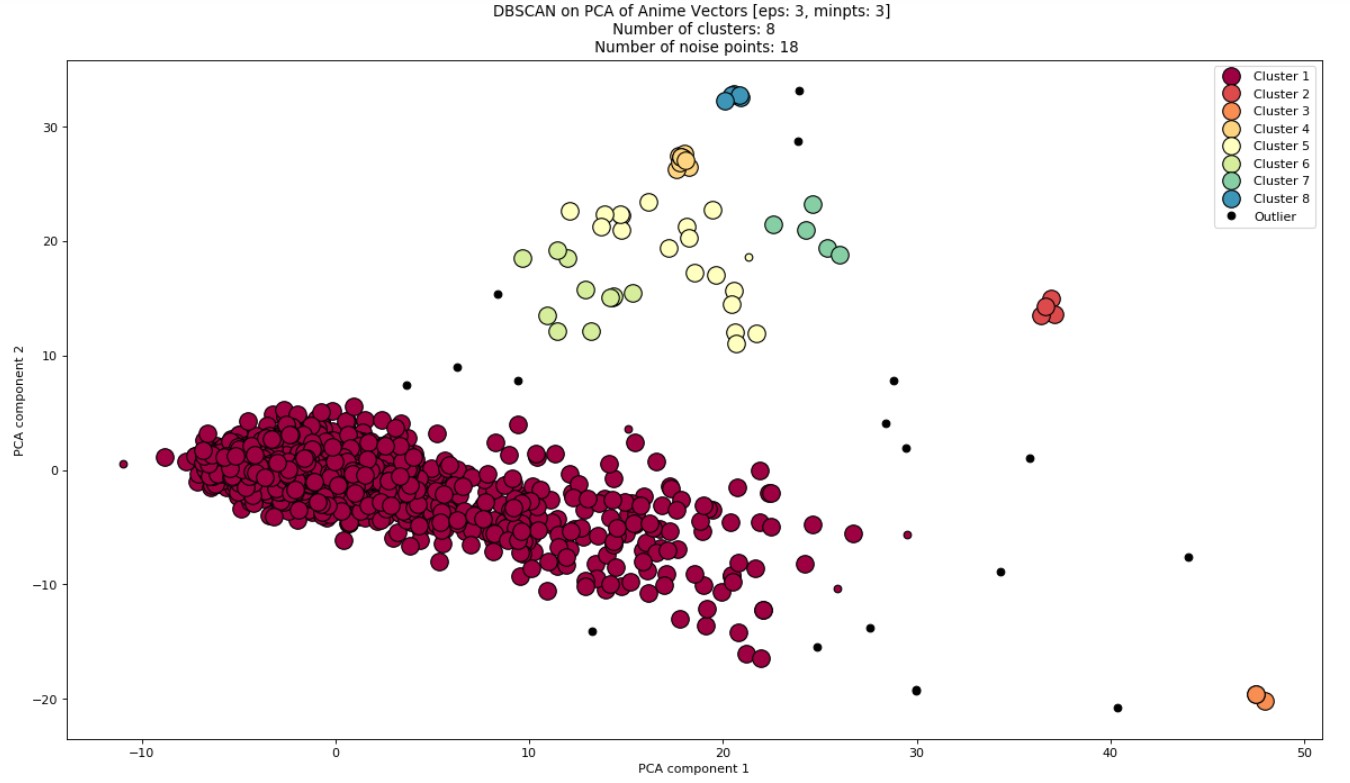 DBSCAN on PCA of Anime Vectors [eps: 3, minpts: 3]
Number of clusters: 8
Number of noise points: 18
Cluster 1
Cluster 2
Cluster 3
Cluster 4
Cluster 5
Cluster 6
Cluster 7
Cluster 8
Outlier
PCA component 2
30
20
10
0
−10
−20
−10
0
10
20
30
40
50
PCA component 1